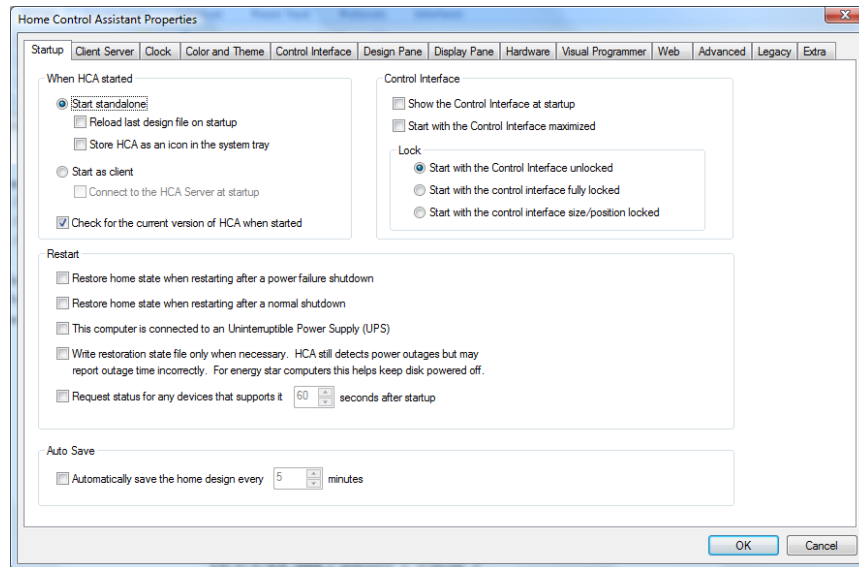 Home Control Assistant Properties
Startup Client Server Clock Color and Theme Control Interface Design Pane Display Pane Hardware Visual Programmer Web Advanced Legacy Extra
When HCA started
Start standalone
Reload last design file on startup
Store HCA as an icon in the system tray
Start as client
Connect to the HCA Server at startup
Check for the current version of HCA when started
Control Interface
Show the Control Interface at startup
Start with the Control Interface maximized
Lock
Start with the Control Interface unlocked
Start with the control interface fully locked
Start with the control interface size/position locked
Restart
Restore home state when restarting after a power failure shutdown
Restore home state when restarting after a normal shutdown
This computer is connected to an Uninterruptible Power Supply (UPS)
Write restoration state file only when necessary. HCA still detects power outages but may
report outage time incorrectly. For energy star computers this helps keep disk powered off.
Request status for any devices that supports it 60 seconds after startup
Auto Save
Automatically save the home design every 5 minutes
OK Cancel